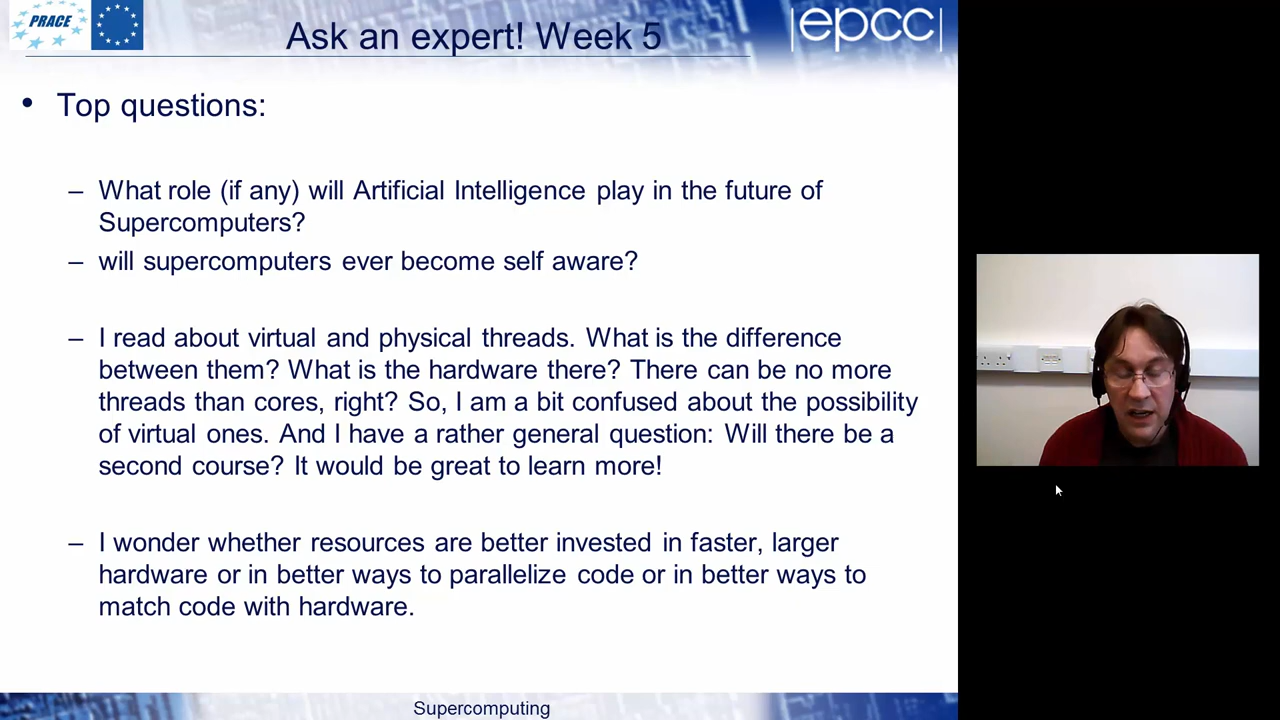 PRACE
Ask an expert! Week 5
|epcc|
• Top questions:
– What role (if any) will Artificial Intelligence play in the future of
Supercomputers?
– will supercomputers ever become self aware?
– I read about virtual and physical threads. What is the difference
between them? What is the hardware there? There can be no more
threads than cores, right? So, I am a bit confused about the possibility
of virtual ones. And I have a rather general question: Will there be a
second course? It would be great to learn more!
– I wonder whether resources are better invested in faster, larger
hardware or in better ways to parallelize code or in better ways to
match code with hardware.
Supercomputing